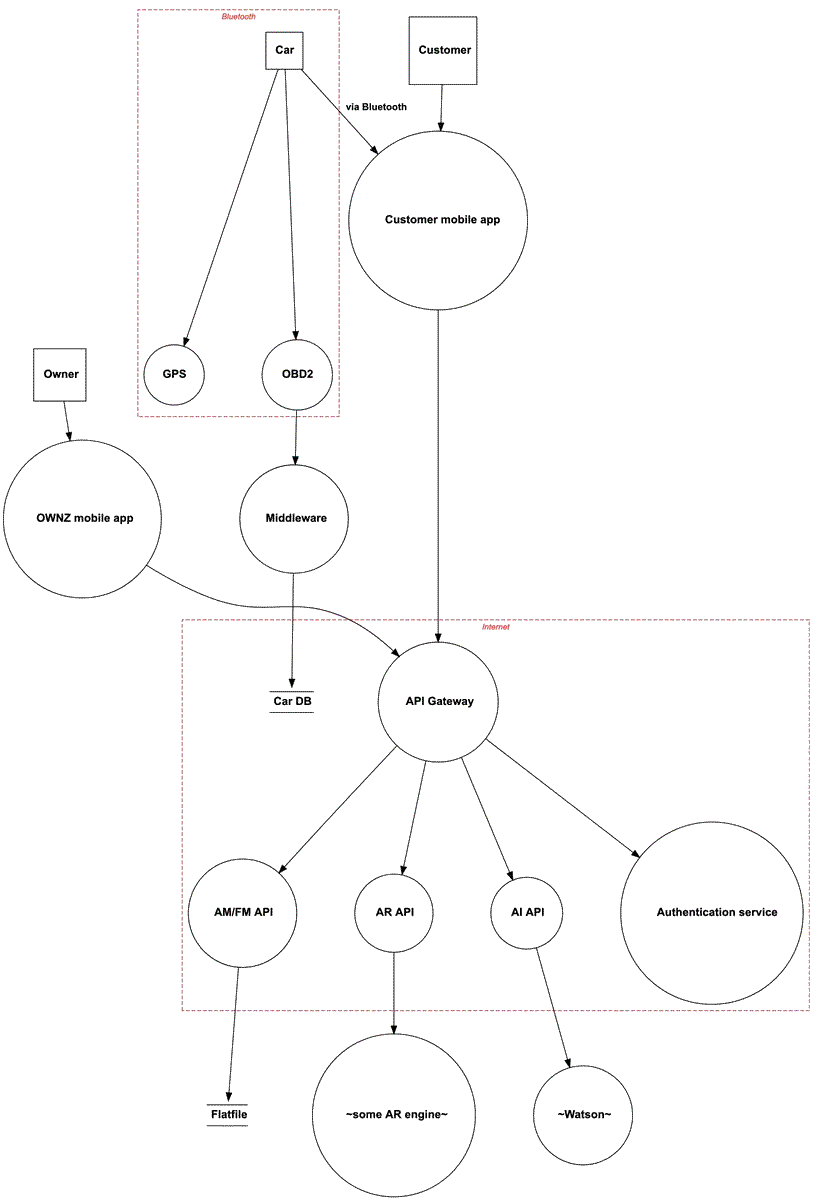 Bluetooth
Car
Customer
via Bluetooth
Customer mobile app
Owner
GPS
OBD2
OWNZ mobile app
Middleware
Internet
Car DB
API Gateway
AM/FM API
AR API
AI API
Authentication service
Flatfile
~some AR engine~
~Watson~